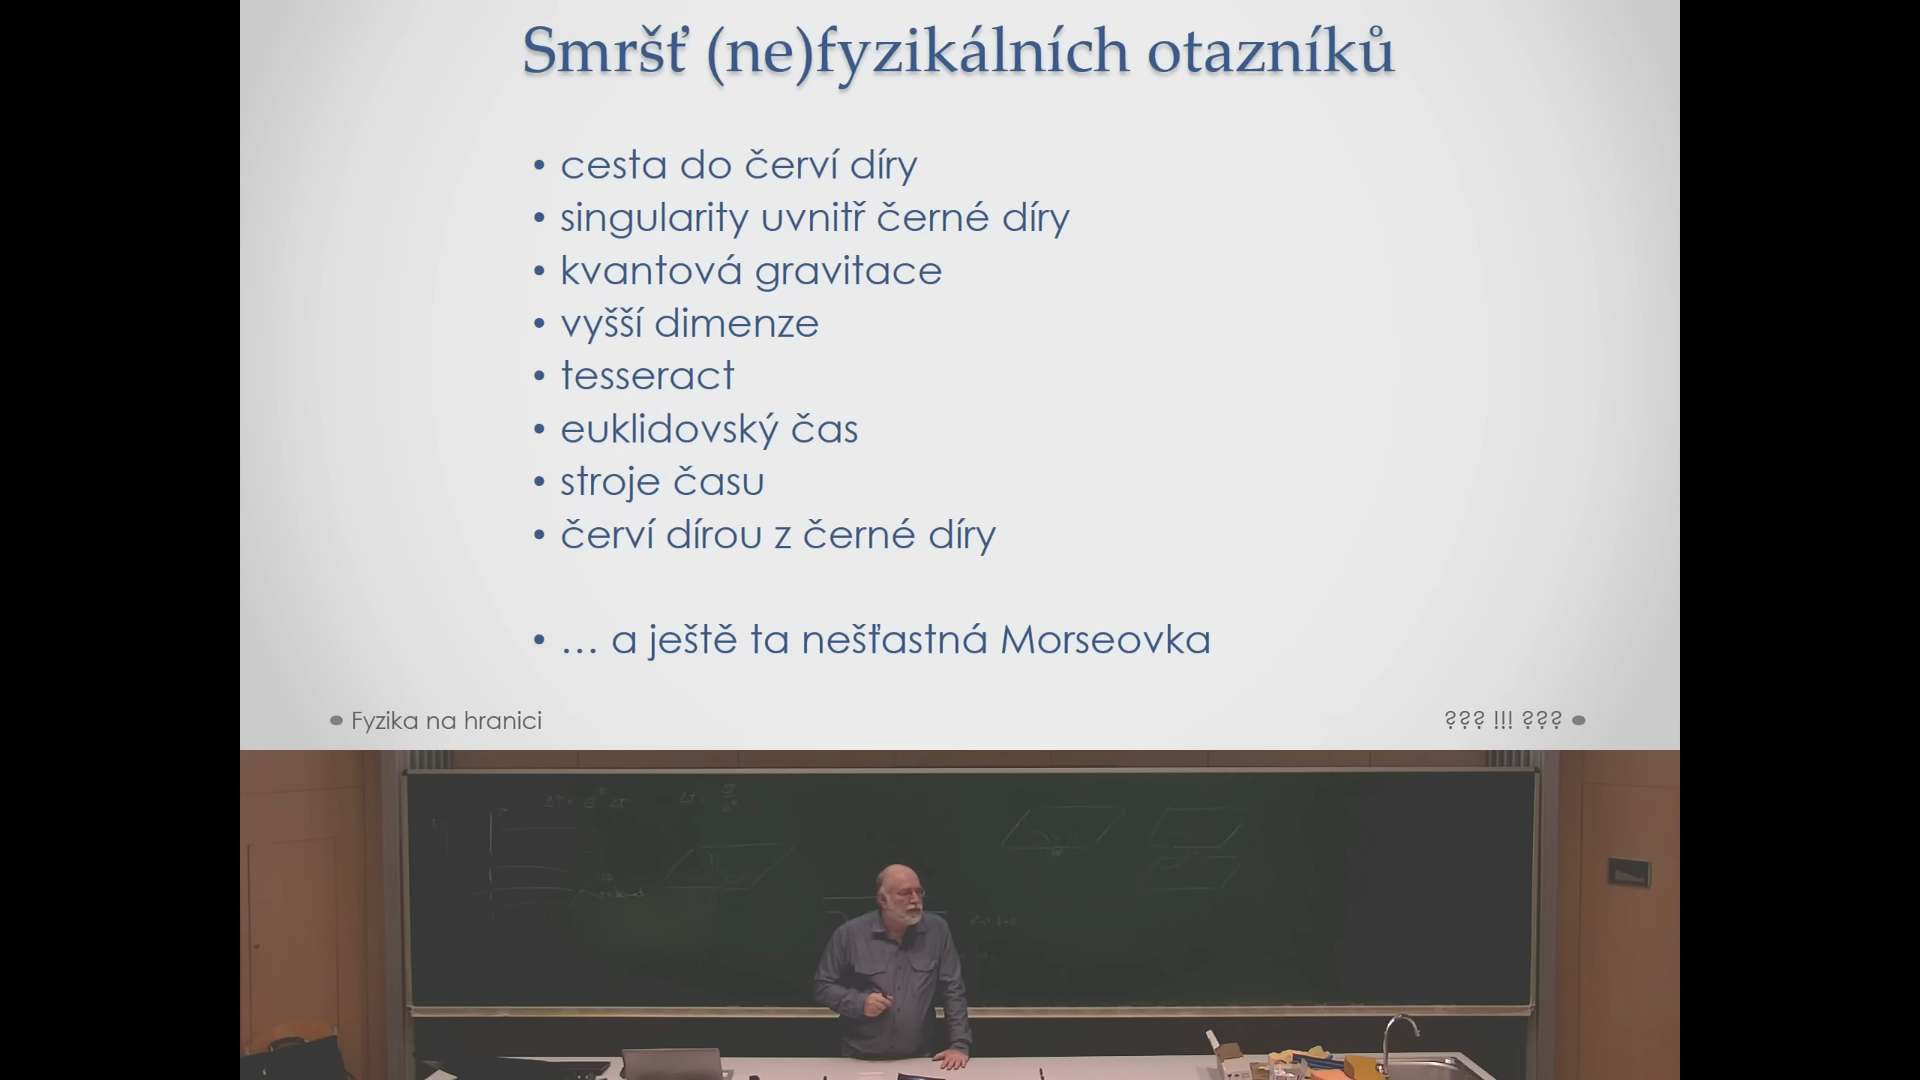 Smršť (ne)fyzikálních otazníků
• cesta do červí díry
• singularity uvnitř černé díry
• kvantová gravitace
• vyšší dimenze
• tesseract
• euklidovský čas
• stroje času
• červí dírou z černé díry
• … a ještě ta nešťastná Morseovka
Fyzika na hranici
??? !!! ???